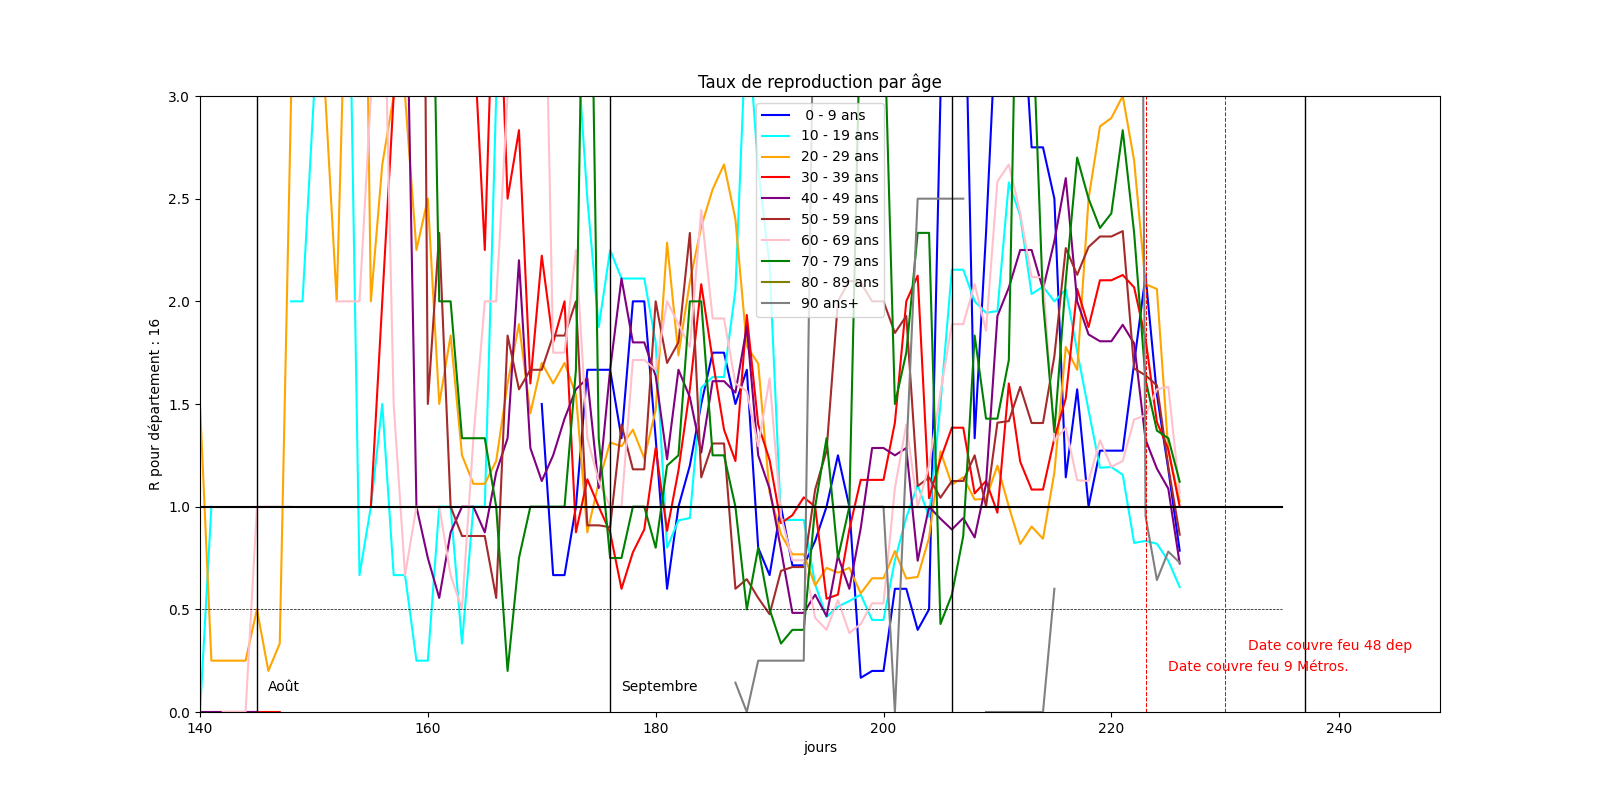 Taux de reproduction par âge
R pour département : 16
3.0
2.5
2.0
1.5
1.0
0.5
0.0
0 - 9 ans
10 - 19 ans
20 - 29 ans
30 - 39 ans
40 - 49 ans
50 - 59 ans
60 - 69 ans
70 - 79 ans
80 - 89 ans
90 ans+
Date couvre feu 48 dep
Date couvre feu 9 Métros.
Août
Septembre
140
160
180
200
220
240
jours